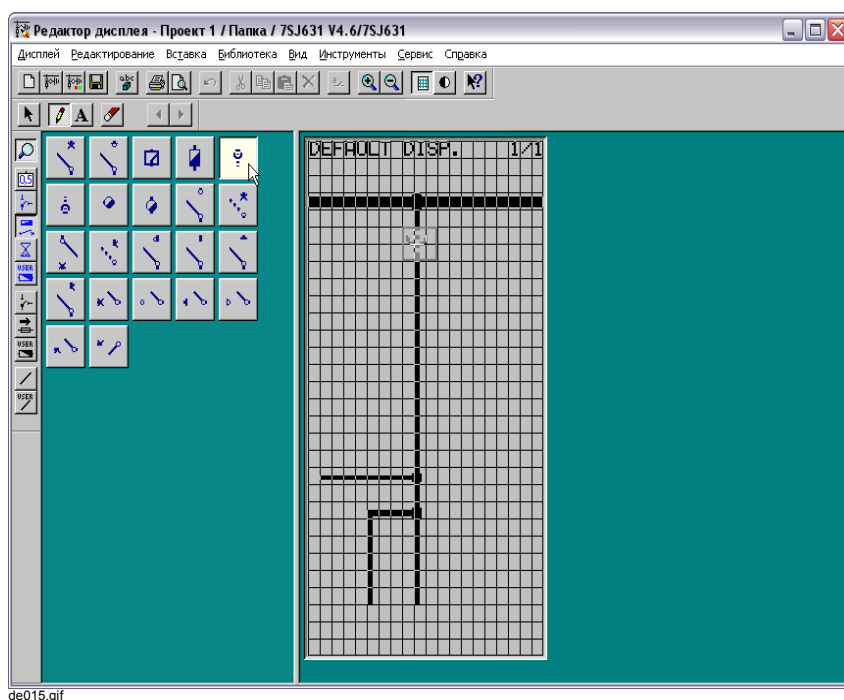 Редактор дисплея - Проект 1 / Папка / 7SJ631 V4.6/7SJ631
Дисплей Редактирование Вставка Библиотека Вид Инструменты Сервис Справка
abc
A
DEFAULT DISP. 1/1
0,5
USER
USER
USER
de015.gif